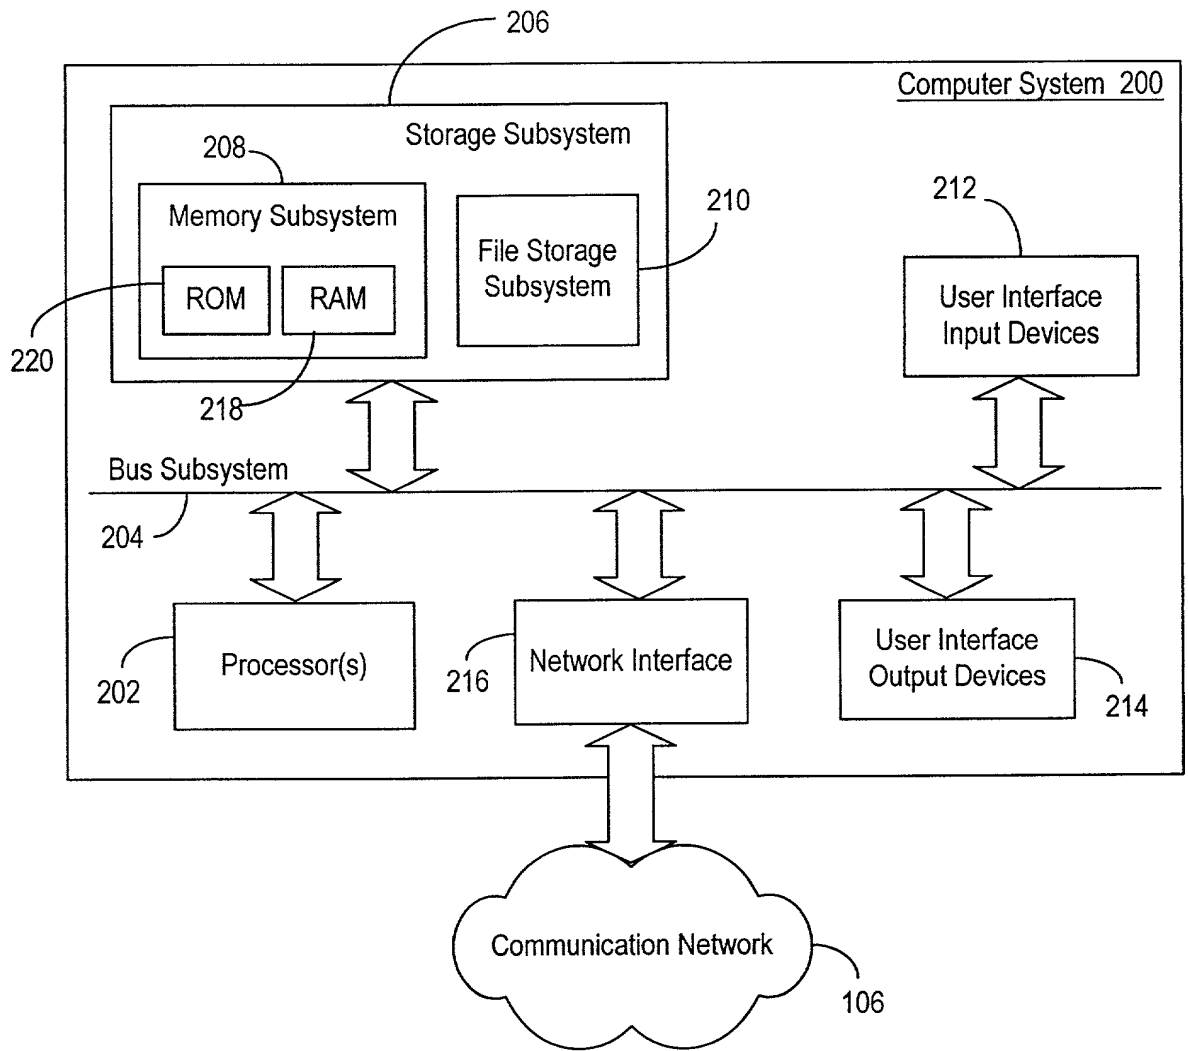 206
Computer System 200
Storage Subsystem
208
Memory Subsystem
210
212
File Storage
Subsystem
ROM
RAM
User Interface
Input Devices
220
218
Bus Subsystem
204
Processor(s)
202
Network Interface
216
User Interface
Output Devices
214
Communication Network
106